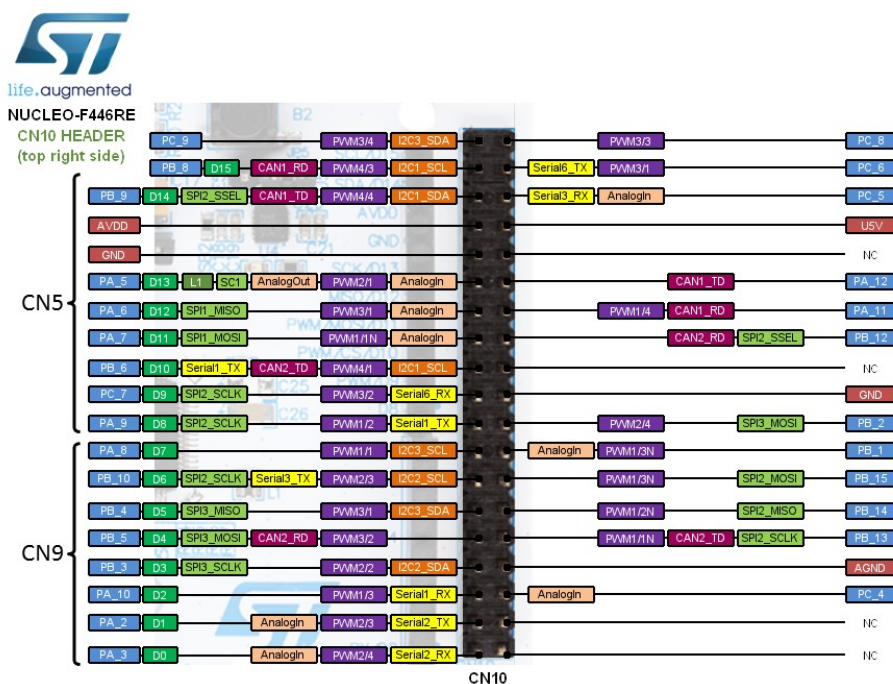 life.augmented
NUCLEO-F446RE
CN10 HEADER
(top right side)
B2
PC_9 PWM3/4 I2C3_SDA PWM3/3 PC_8
PB_8 D15 CAN1_RD PWM4/3 I2C1_SCL Serial6_TX PWM3/1 PC_6
PB_9 D14 SPI2_SSEL CAN1_TD PWM4/4 I2C1_SDA Serial3_RX AnalogIn PC_5
AVDD AVDD U5V
GND GND NC
CN5
PA_5 D13 L1 SC1 AnalogOut PWM2/1 AnalogIn CAN1_TD PA_12
PA_6 D12 SPI1_MISO PWM3/1 AnalogIn PWM1/4 CAN1_RD PA_11
PA_7 D11 SPI1_MOSI PWM1/1N AnalogIn CAN2_RD SPI2_SSEL PB_12
PB_6 D10 Serial1_TX CAN2_TD PWM4/1 I2C1_SCL NC
C25
PC_7 D9 SPI2_SCLK PWM3/2 Serial6_RX GND
C26
PA_9 D8 SPI2_SCLK PWM1/2 Serial1_TX PWM2/4 SPI3_MOSI PB_2
PA_8 D7 PWM1/1 I2C3_SCL AnalogIn PWM1/3N PB_1
PB_10 D6 SPI2_SCLK Serial3_TX PWM2/3 I2C2_SCL PWM1/3N SPI2_MOSI PB_15
PB_4 D5 SPI3_MISO PWM3/1 I2C3_SDA PWM1/2N SPI2_MISO PB_14
PB_5 D4 SPI3_MOSI CAN2_RD PWM3/2 PWM1/1N CAN2_TD SPI2_SCLK PB_13
CN9
PB_3 D3 SPI3_SCLK PWM2/2 I2C2_SDA AGND
PA_10 D2 PWM1/3 Serial1_RX AnalogIn PC_4
PA_2 D1 AnalogIn PWM2/3 Serial2_TX NC
PA_3 D0 AnalogIn PWM2/4 Serial2_RX NC
CN10